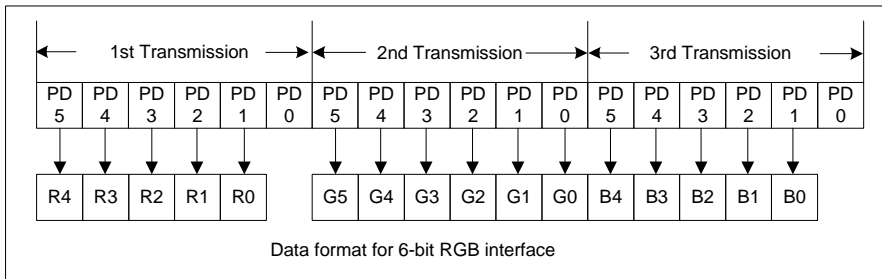 1st Transmission 2nd Transmission 3rd Transmission
PD PD PD PD PD PD PD PD PD PD PD PD PD PD PD PD PD PD
5 4 3 2 1 0 5 4 3 2 1 0 5 4 3 2 1 0
R4 R3 R2 R1 R0 G5 G4 G3 G2 G1 G0 B4 B3 B2 B1 B0
Data format for 6-bit RGB interface